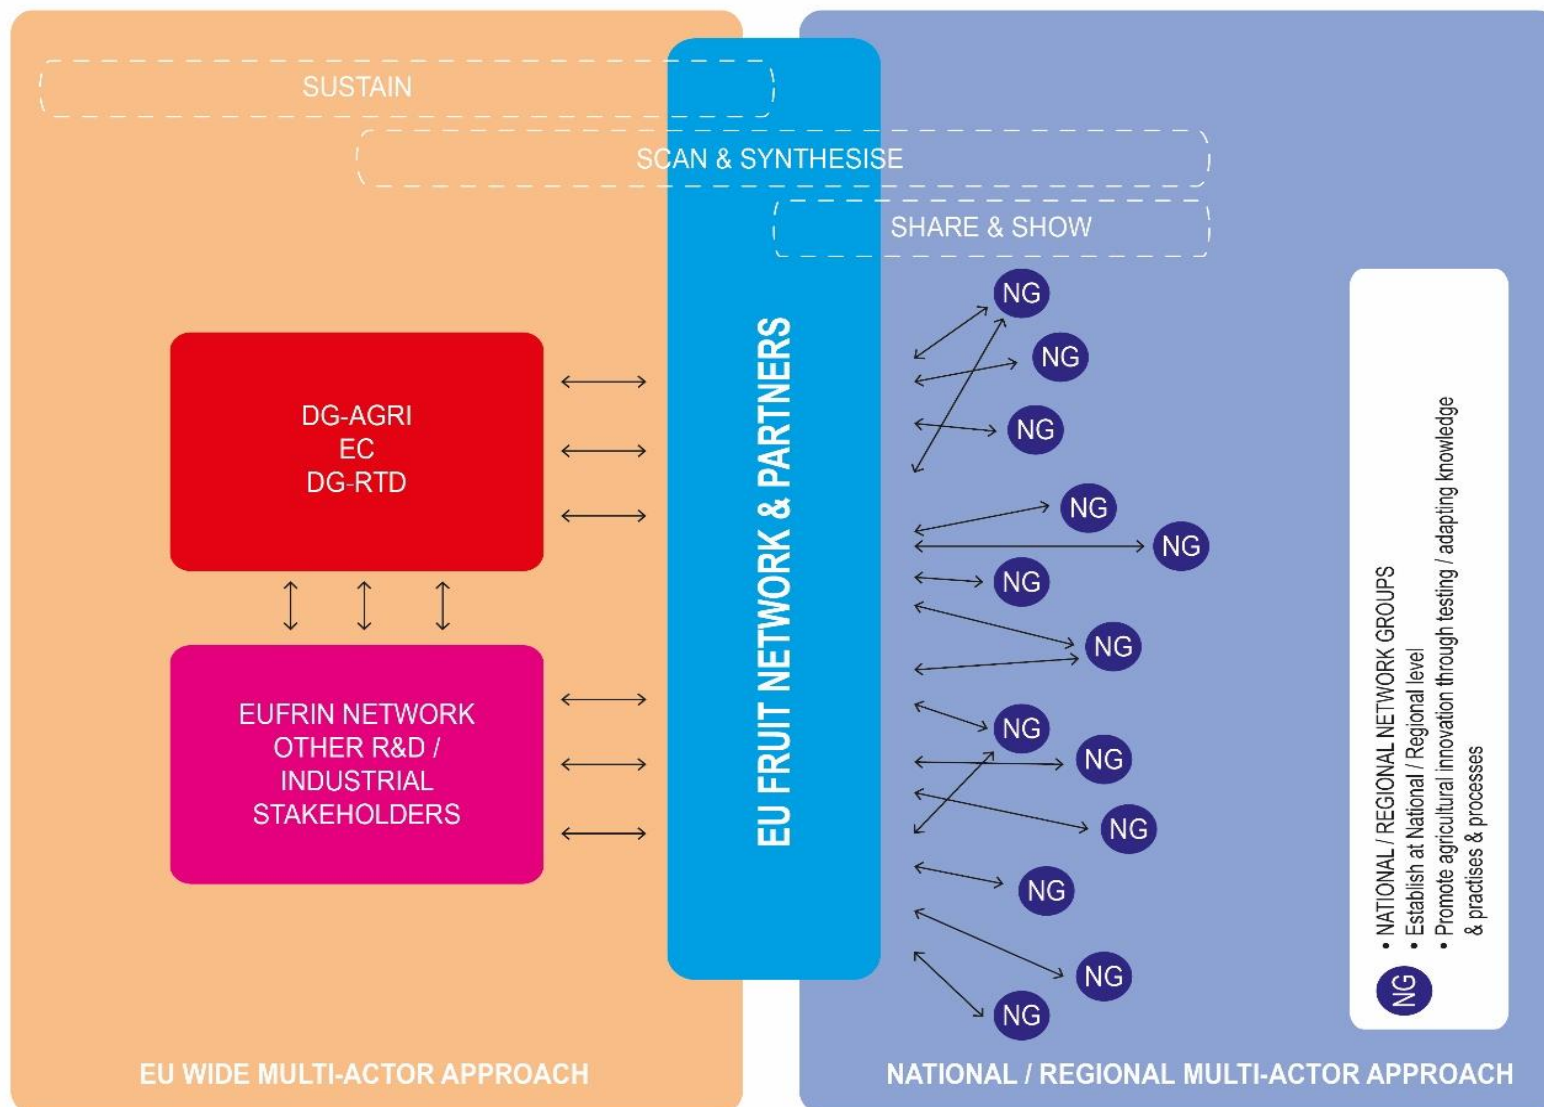 SUSTAIN
SCAN & SYNTHESISE
SHARE & SHOW
DG-AGRI
EC
DG-RTD
EUFRIN NETWORK
OTHER R&D /
INDUSTRIAL
STAKEHOLDERS
EU FRUIT NETWORK & PARTNERS
NG
NG
NG
NG
NG
NG
NG
NG
NG
NG
NG
NG
NG
NG
• NATIONAL / REGIONAL NETWORK GROUPS
• Establish at National / Regional level
• Promote agricultural innovation through testing / adapting knowledge
& practises & processes
EU WIDE MULTI-ACTOR APPROACH
NATIONAL / REGIONAL MULTI-ACTOR APPROACH